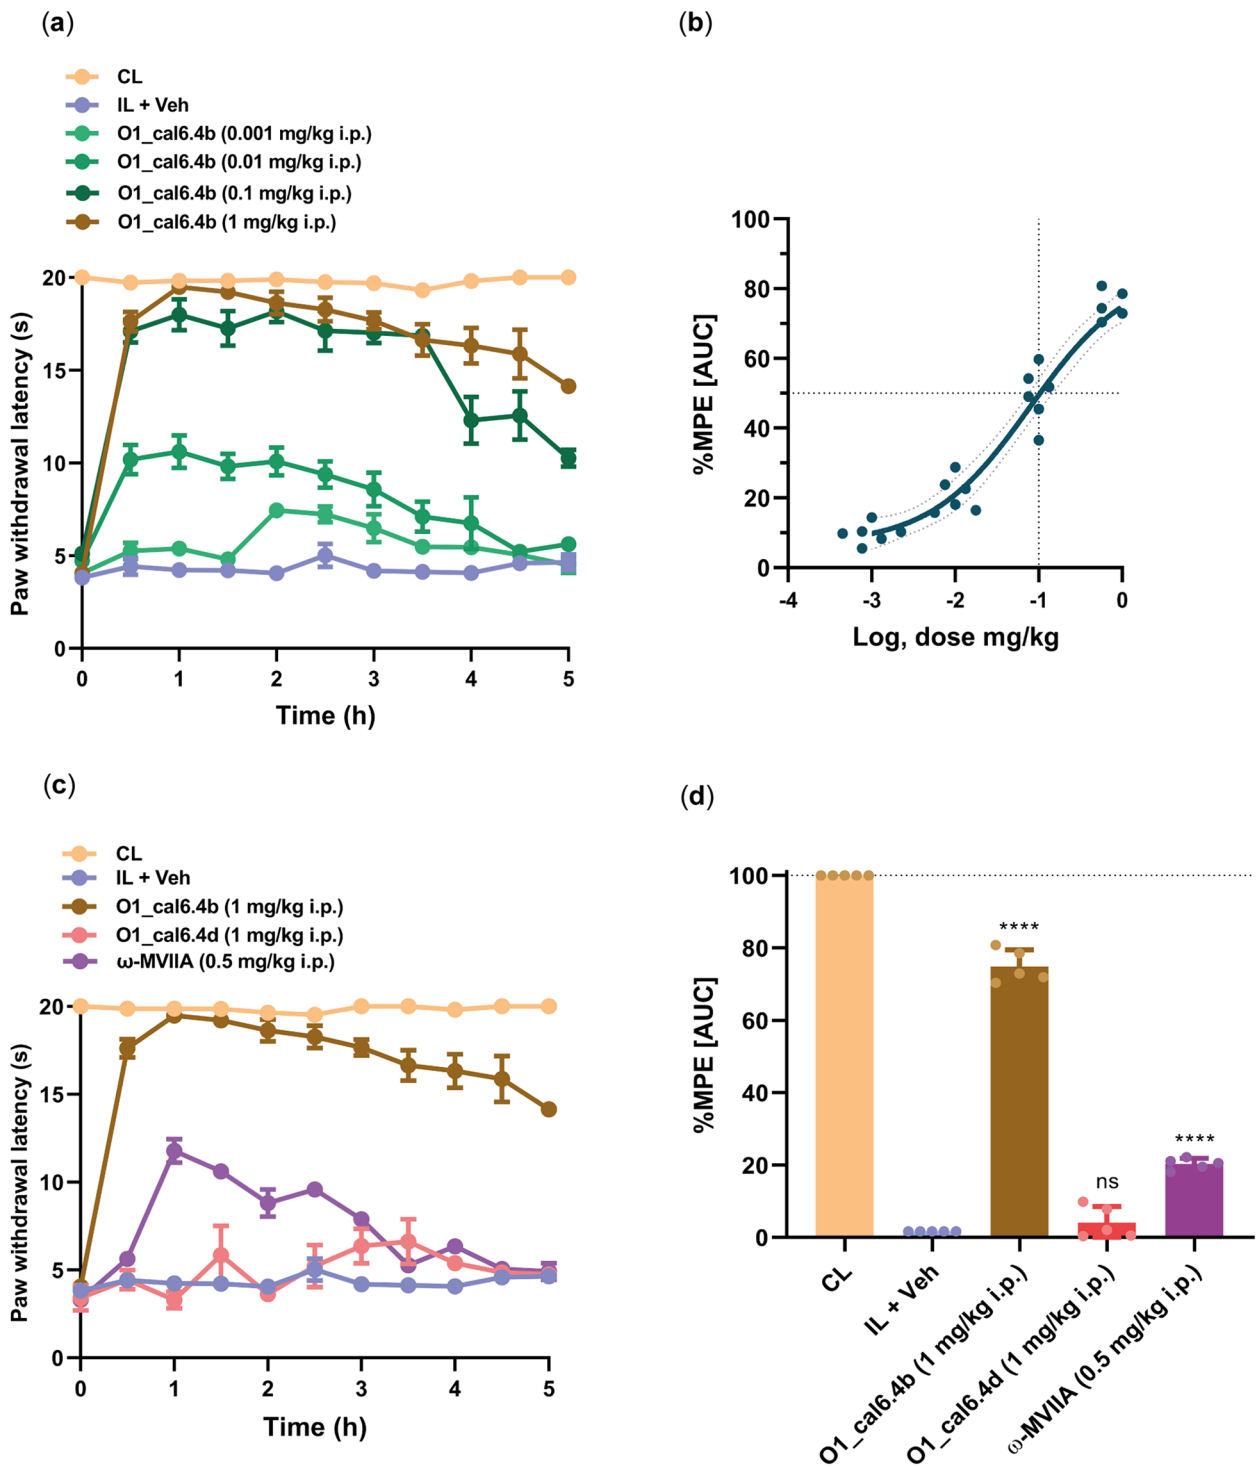 (a)
CL
IL + Veh
O1_cal6.4b (0.001 mg/kg i.p.)
O1_cal6.4b (0.01 mg/kg i.p.)
O1_cal6.4b (0.1 mg/kg i.p.)
O1_cal6.4b (1 mg/kg i.p.)
20
15
10
5
0
Paw withdrawal latency (s)
0 1 2 3 4 5
Time (h)
(b)
100
80
60
40
20
0
%MPE [AUC]
-4 -3 -2 -1 0
Log, dose mg/kg
(c)
CL
IL + Veh
O1_cal6.4b (1 mg/kg i.p.)
O1_cal6.4d (1 mg/kg i.p.)
ω-MVIIA (0.5 mg/kg i.p.)
20
15
10
5
0
Paw withdrawal latency (s)
0 1 2 3 4 5
Time (h)
(d)
100
80
60
40
20
0
%MPE [AUC]
****
ns
****
CL
IL + Veh
O1_cal6.4b (1 mg/kg i.p.)
O1_cal6.4d (1 mg/kg i.p.)
ω-MVIIA (0.5 mg/kg i.p.)